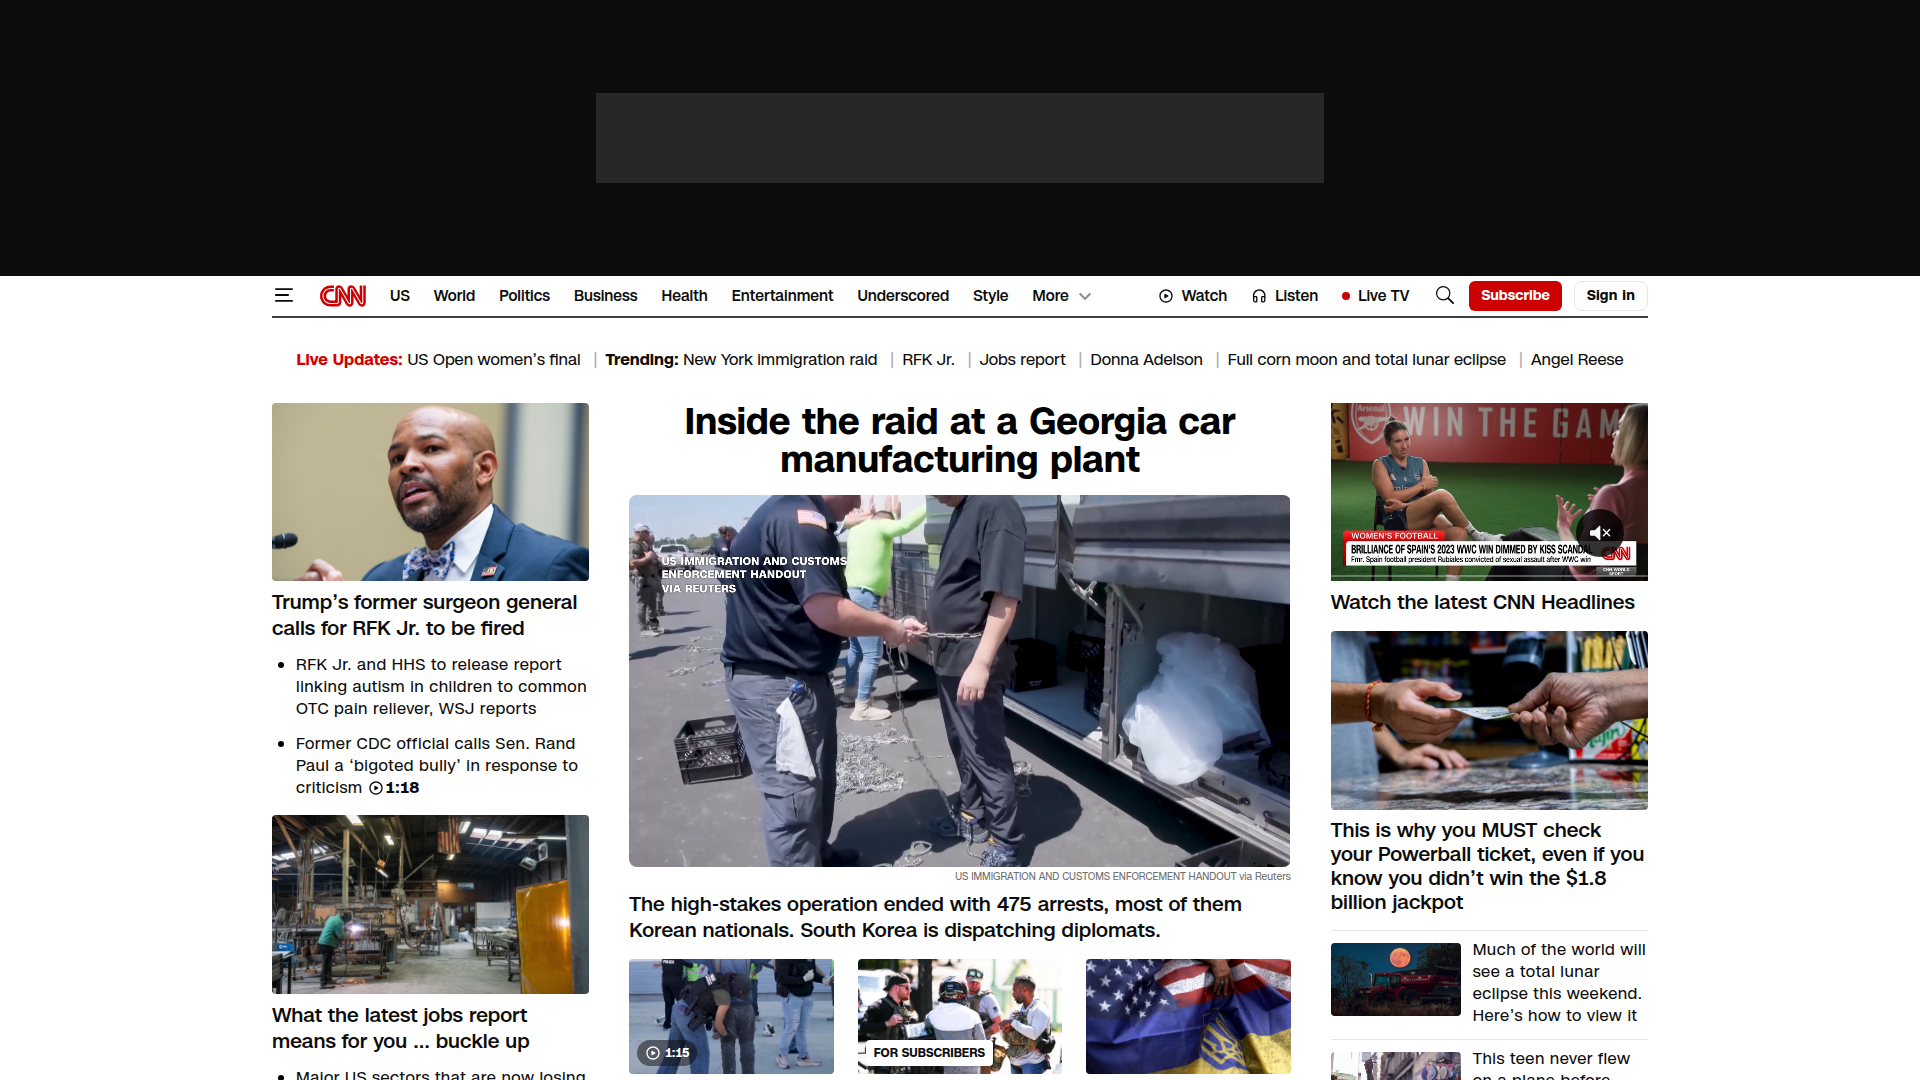 CNN
US
World
Politics
Business
Health
Entertainment
Underscored
Style
More
Watch
Listen
Live TV
Subscribe
Sign in
Live Updates: US Open women’s final
Trending: New York immigration raid
RFK Jr.
Jobs report
Donna Adelson
Full corn moon and total lunar eclipse
Angel Reese
Trump’s former surgeon general
calls for RFK Jr. to be fired
RFK Jr. and HHS to release report
linking autism in children to common
OTC pain reliever, WSJ reports
Former CDC official calls Sen. Rand
Paul a ‘bigoted bully’ in response to
criticism 1:18
What the latest jobs report
means for you ... buckle up
Major US sectors that are now losing
Inside the raid at a Georgia car
manufacturing plant
US IMMIGRATION AND CUSTOMS
ENFORCEMENT HANDOUT
VIA REUTERS
US IMMIGRATION AND CUSTOMS ENFORCEMENT HANDOUT via Reuters
The high-stakes operation ended with 475 arrests, most of them
Korean nationals. South Korea is dispatching diplomats.
1:15
FOR SUBSCRIBERS
Arsenal
WIN THE GAM
WOMEN'S FOOTBALL
BRILLIANCE OF SPAIN'S 2023 WWC WIN DIMMED BY KISS SCANDAL
Fmr. Spain football president Rubiales convicted of sexual assault after WWC win
CNN
CNN WORLD
SPORT
Watch the latest CNN Headlines
This is why you MUST check
your Powerball ticket, even if you
know you didn’t win the $1.8
billion jackpot
Much of the world will
see a total lunar
eclipse this weekend.
Here’s how to view it
This teen never flew
on a plane before